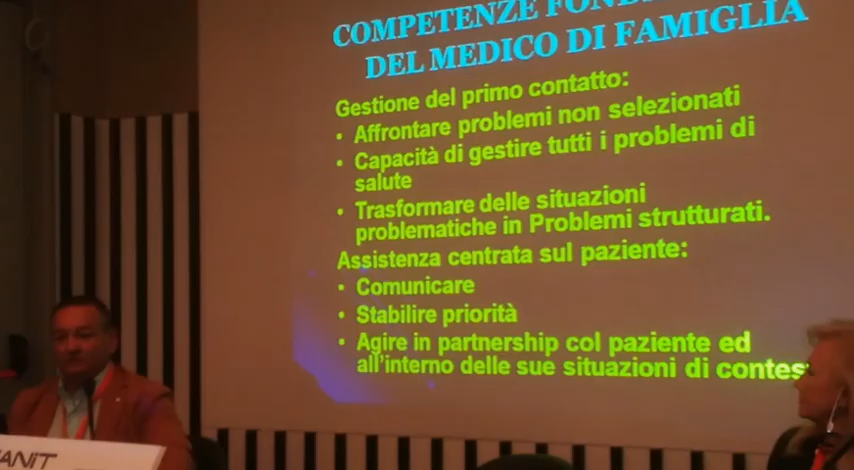 COMPETENZE
DEL MEDICO DI FAMIGLIA
Gestione del primo contatto:
• Affrontare problemi non selezionati
• Capacità di gestire tutti i problemi di
salute
• Trasformare delle situazioni
problematiche in Problemi strutturati.
Assistenza centrata sul paziente:
• Comunicare
• Stabilire priorità
• Agire in partnership col paziente ed
all'interno delle sue situazioni di contes
ANiT